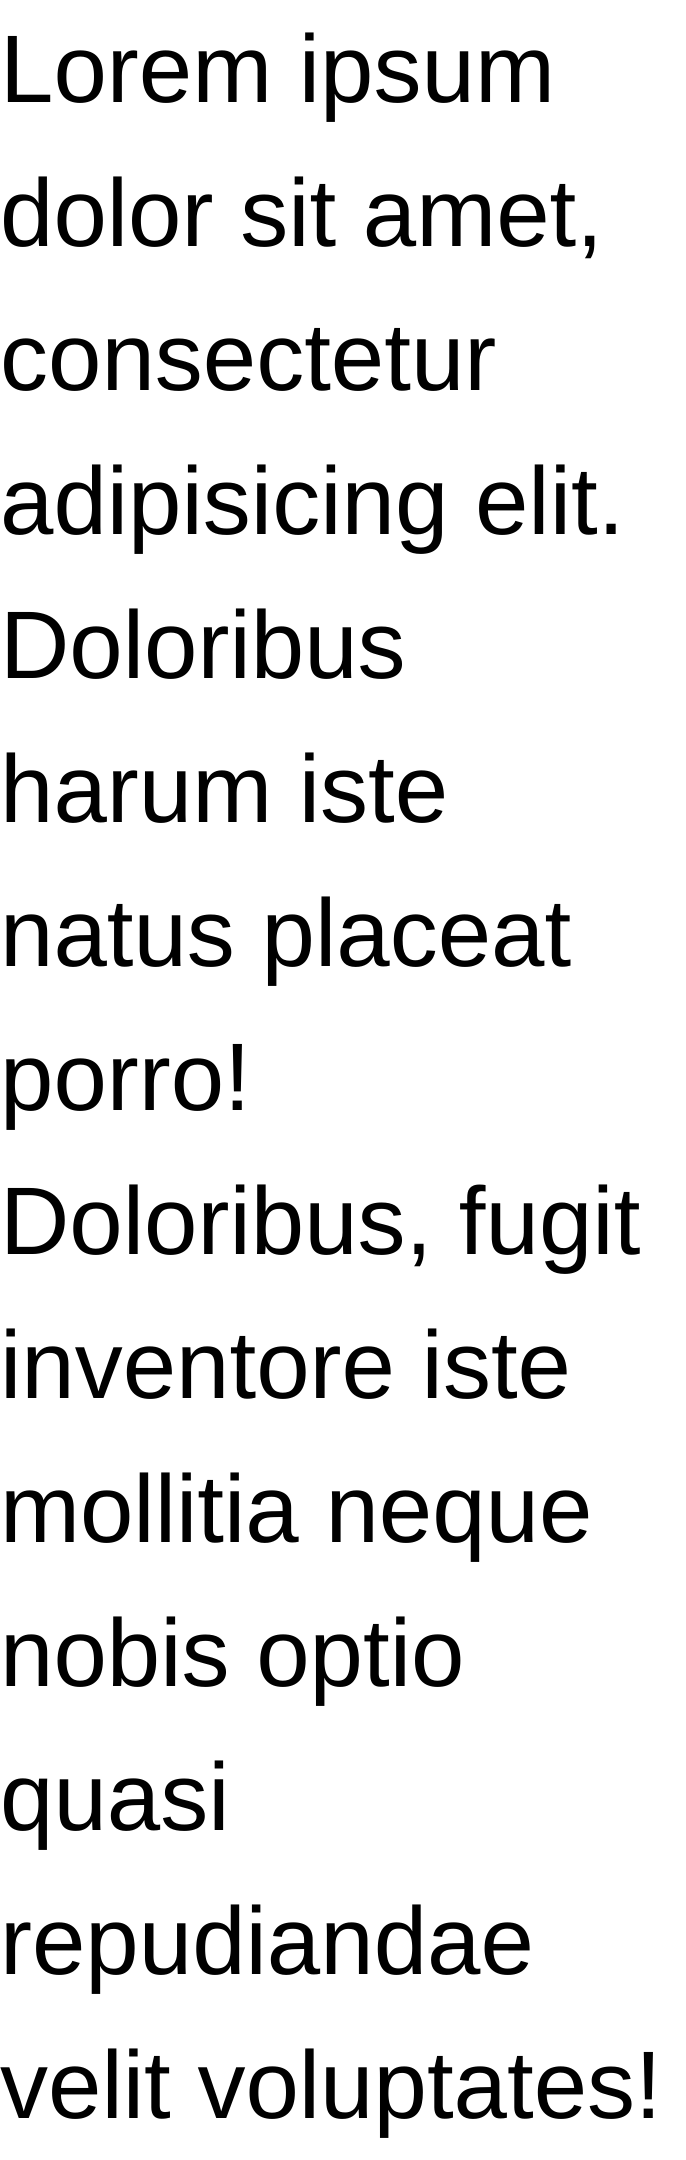 Lorem ipsum
dolor sit amet,
consectetur
adipisicing elit.
Doloribus
harum iste
natus placeat
porro!
Doloribus, fugit
inventore iste
mollitia neque
nobis optio
quasi
repudiandae
velit voluptates!